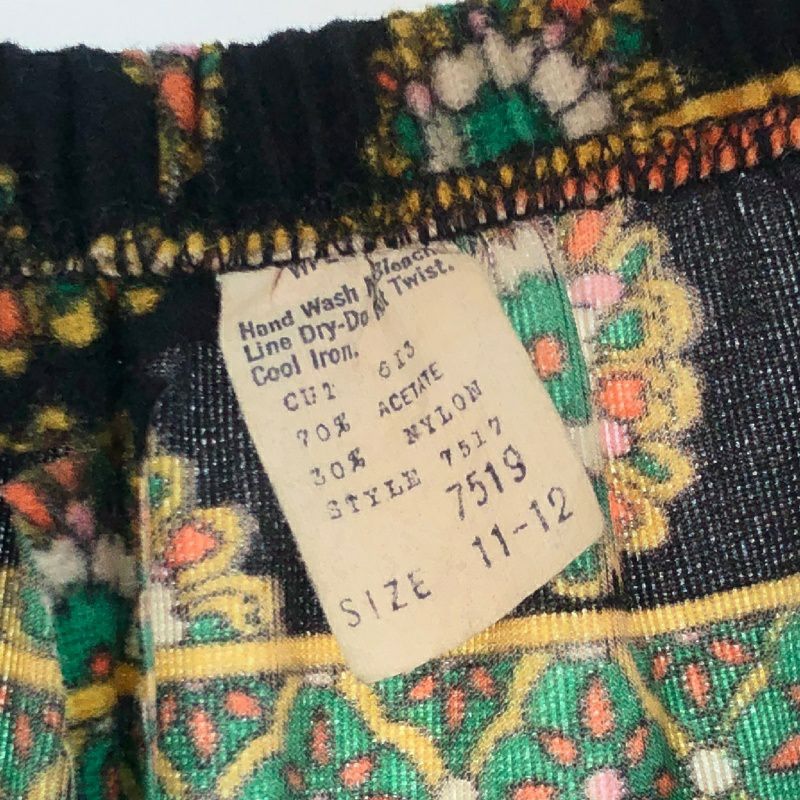 Hand Wash Bleach
Line Dry-Do Not Twist.
Cool Iron.
CUT 613
70% ACETATE
30% NYLON
STYLE 7517
7519
SIZE 11-12